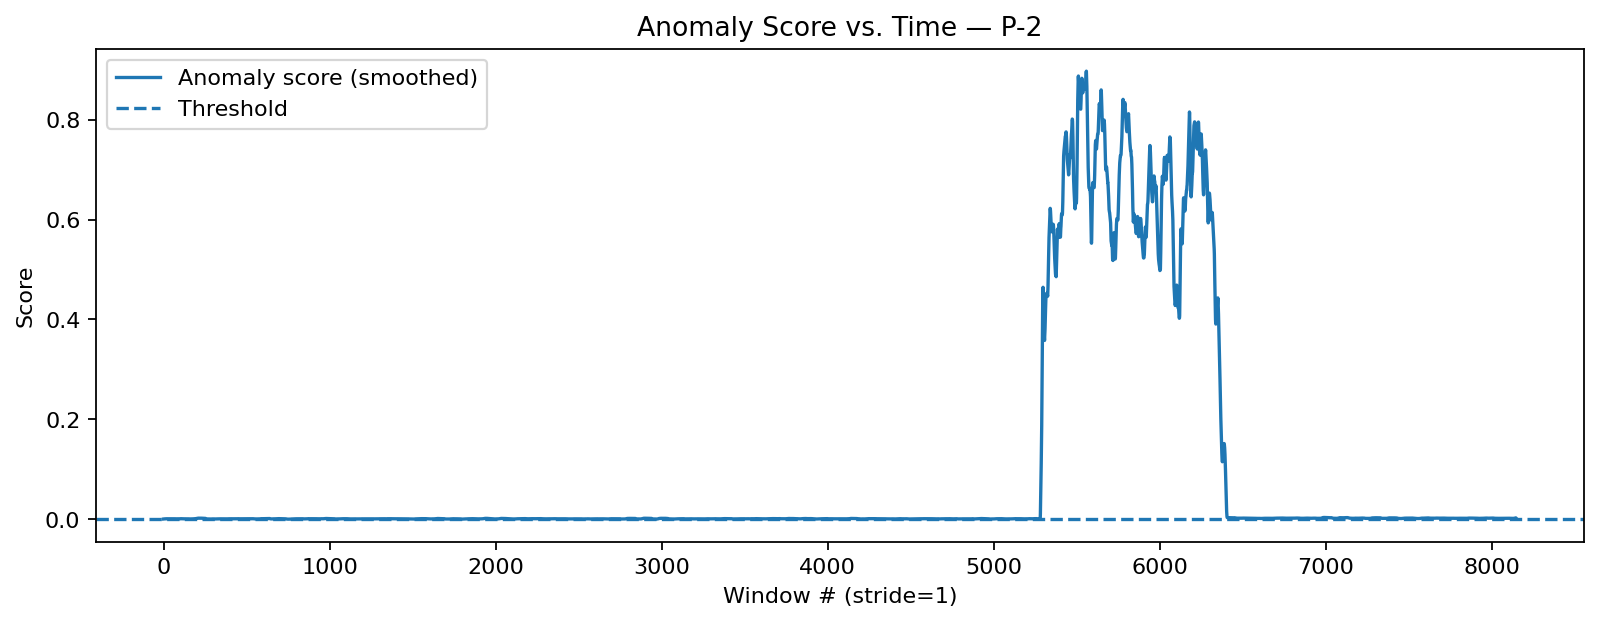 Anomaly Score vs. Time — P-2
Anomaly score (smoothed)
Threshold
Score
0.8
0.6
0.4
0.2
0.0
0 1000 2000 3000 4000 5000 6000 7000 8000
Window # (stride=1)